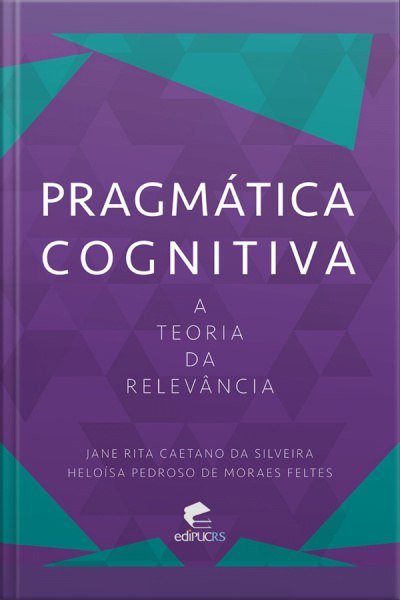 PRAGMÁTICA
COGNITIVA
A
TEORIA
DA
RELEVÂNCIA
JANE RITA CAETANO DA SILVEIRA
HELOÍSA PEDROSO DE MORAES FELTES
ediPUCRS